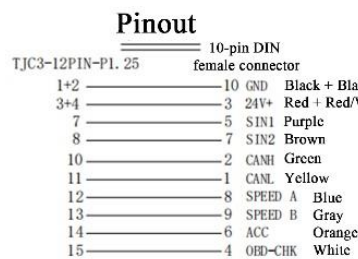 Pinout
10-pin DIN
TJC3-12PIN-P1.25 female connector
1+2 10 GND Black + Bla
3+4 3 24V+ Red + Red/
7 5 SIN1 Purple
8 7 SIN2 Brown
10 2 CANH Green
11 1 CANL Yellow
12 8 SPEED A Blue
13 9 SPEED B Gray
14 6 ACC Orange
15 4 OBD-CHK White